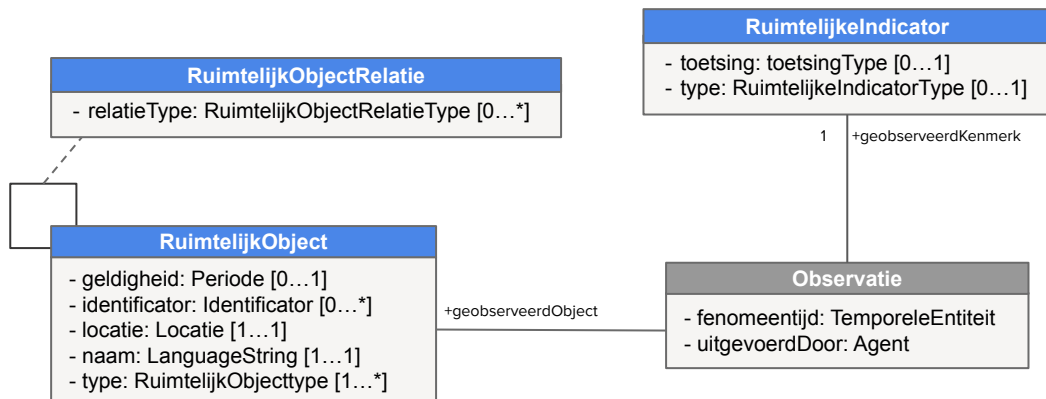 RuimtelijkeIndicator
- toetsing: toetsingType [0…1]
- type: RuimtelijkeIndicatorType [0…1]
RuimtelijkObjectRelatie
- relatieType: RuimtelijkObjectRelatieType [0…*]
1 +geobserveerdKenmerk
RuimtelijkObject
- geldigheid: Periode [0…1]
- identificator: Identificator [0…*]
- locatie: Locatie [1…1]
- naam: LanguageString [1…1]
- type: RuimtelijkObjecttype [1…*]
+geobserveerdObject
Observatie
- fenomeentijd: TemporeleEntiteit
- uitgevoerdDoor: Agent